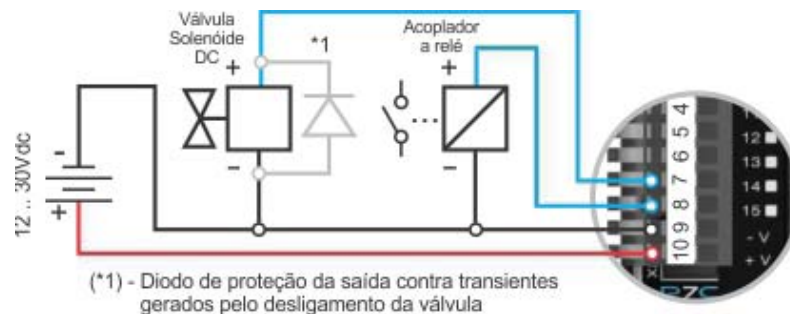 Válvula
Solenóide
DC
*1
Acoplador
a relé
+
+
-
-
-
+
12 .. 30Vdc
4
5
6
7
8
9
10
12
13
14
15
- V
+ V
(*1) - Diodo de proteção da saída contra transientes
gerados pelo desligamento da válvula